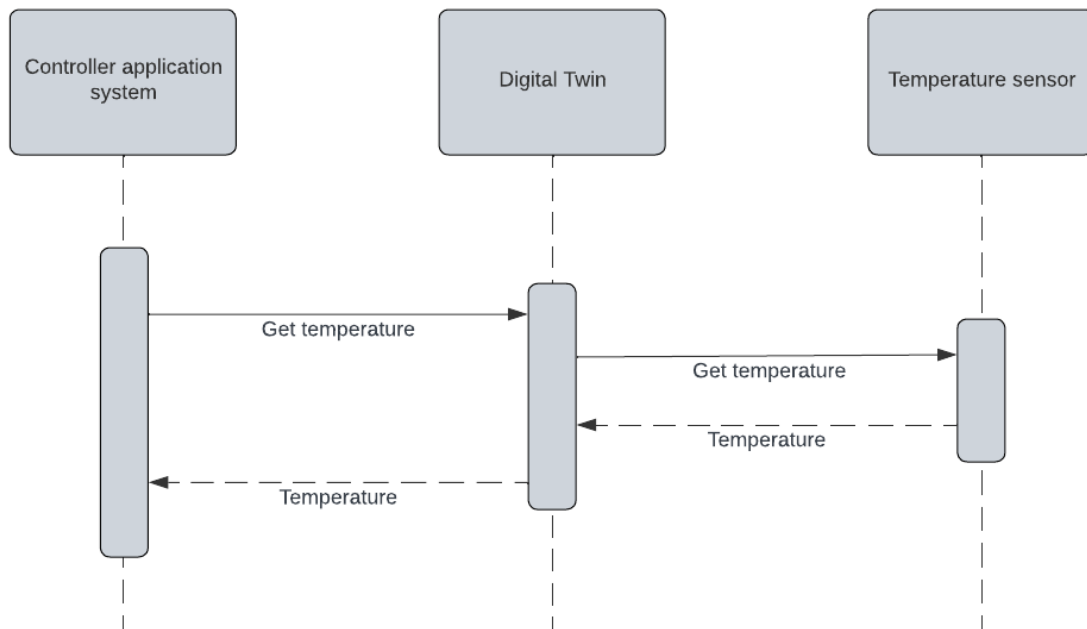 Controller application
system
Digital Twin
Temperature sensor
Get temperature
Get temperature
Temperature
Temperature